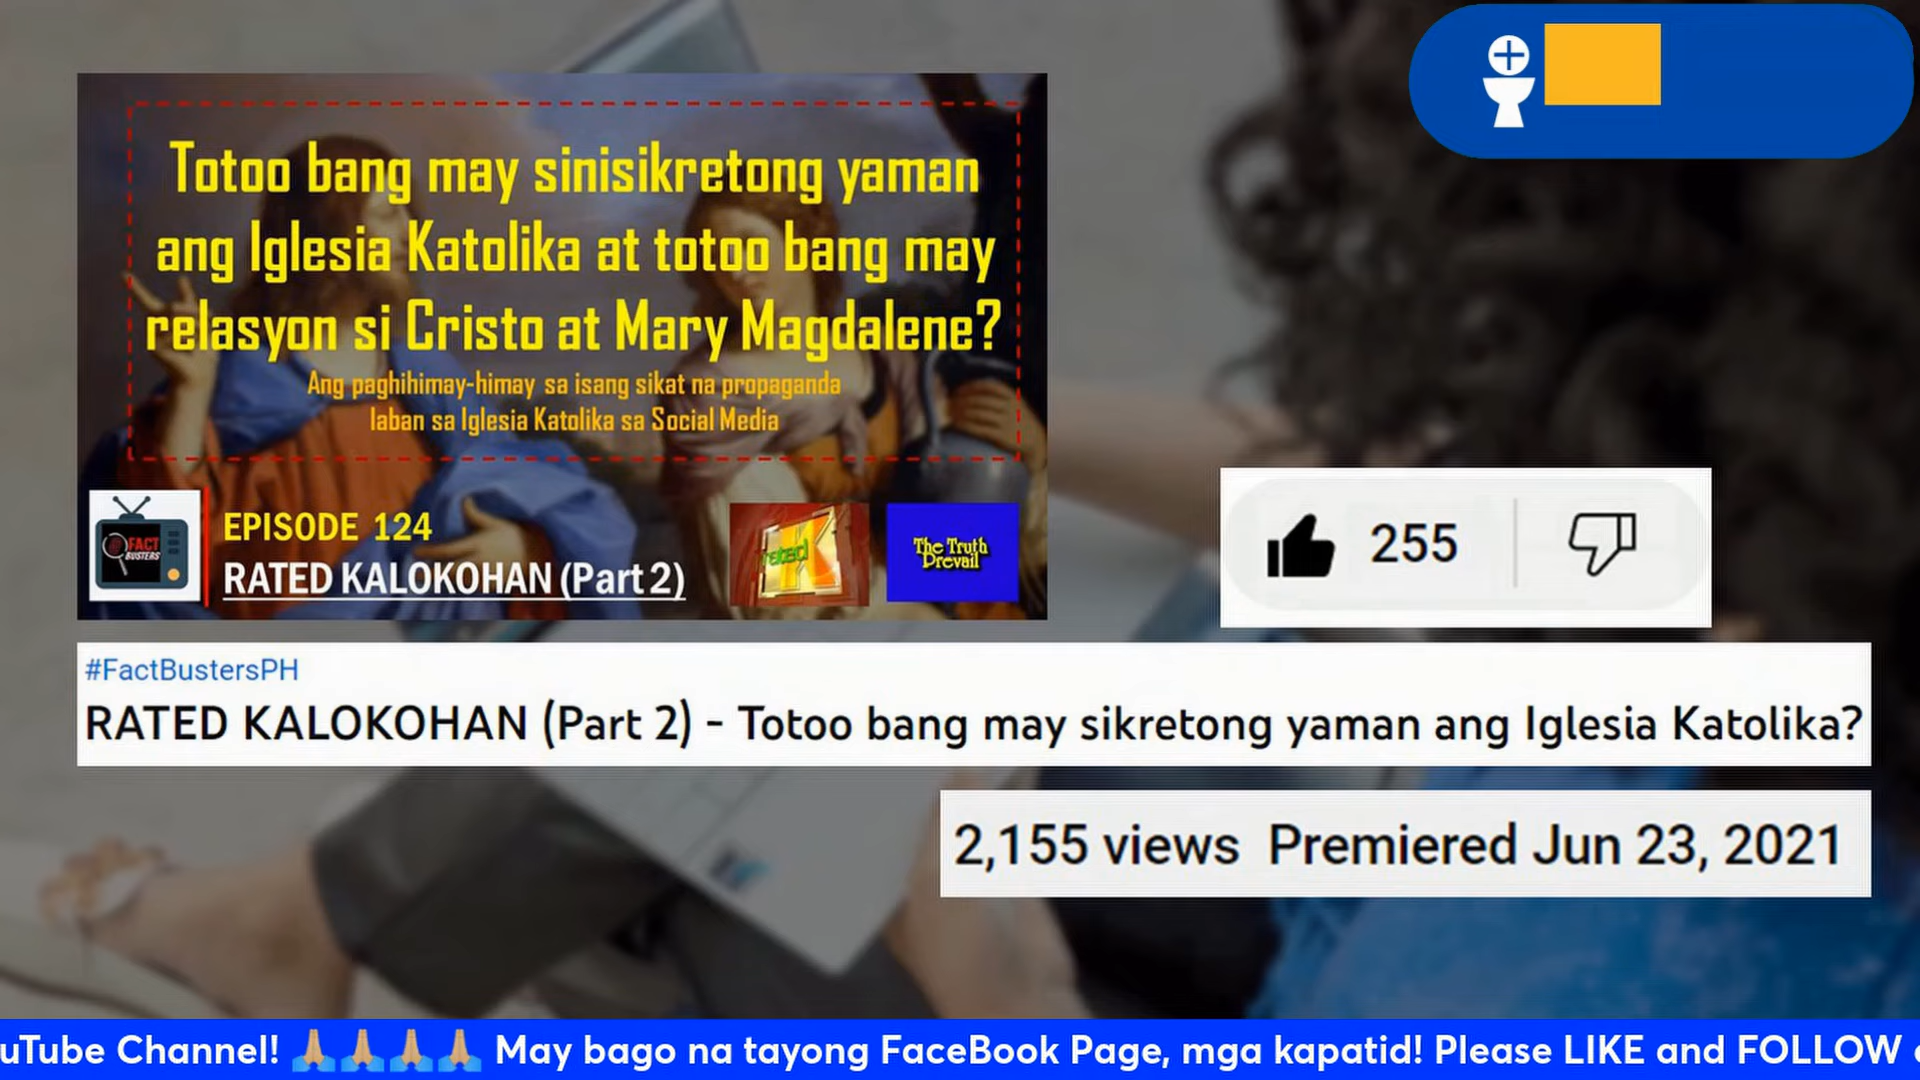 Totoo bang may sinisikretong yaman
ang Iglesia Katolika at totoo bang may
relasyon si Cristo at Mary Magdalene?
Ang paghihimay-himay sa isang sikat na propaganda
laban sa Iglesia Katolika sa Social Media
FACT
BUSTERS
EPISODE 124
RATED KALOKOHAN (Part 2)
rated
K
The Truth
Prevail
255
#FactBustersPH
RATED KALOKOHAN (Part 2) - Totoo bang may sikretong yaman ang Iglesia Katolika?
2,155 views Premiered Jun 23, 2021
uTube Channel! 🙏🏼🙏🏼🙏🏼🙏🏼 May bago na tayong FaceBook Page, mga kapatid! Please LIKE and FOLLOW